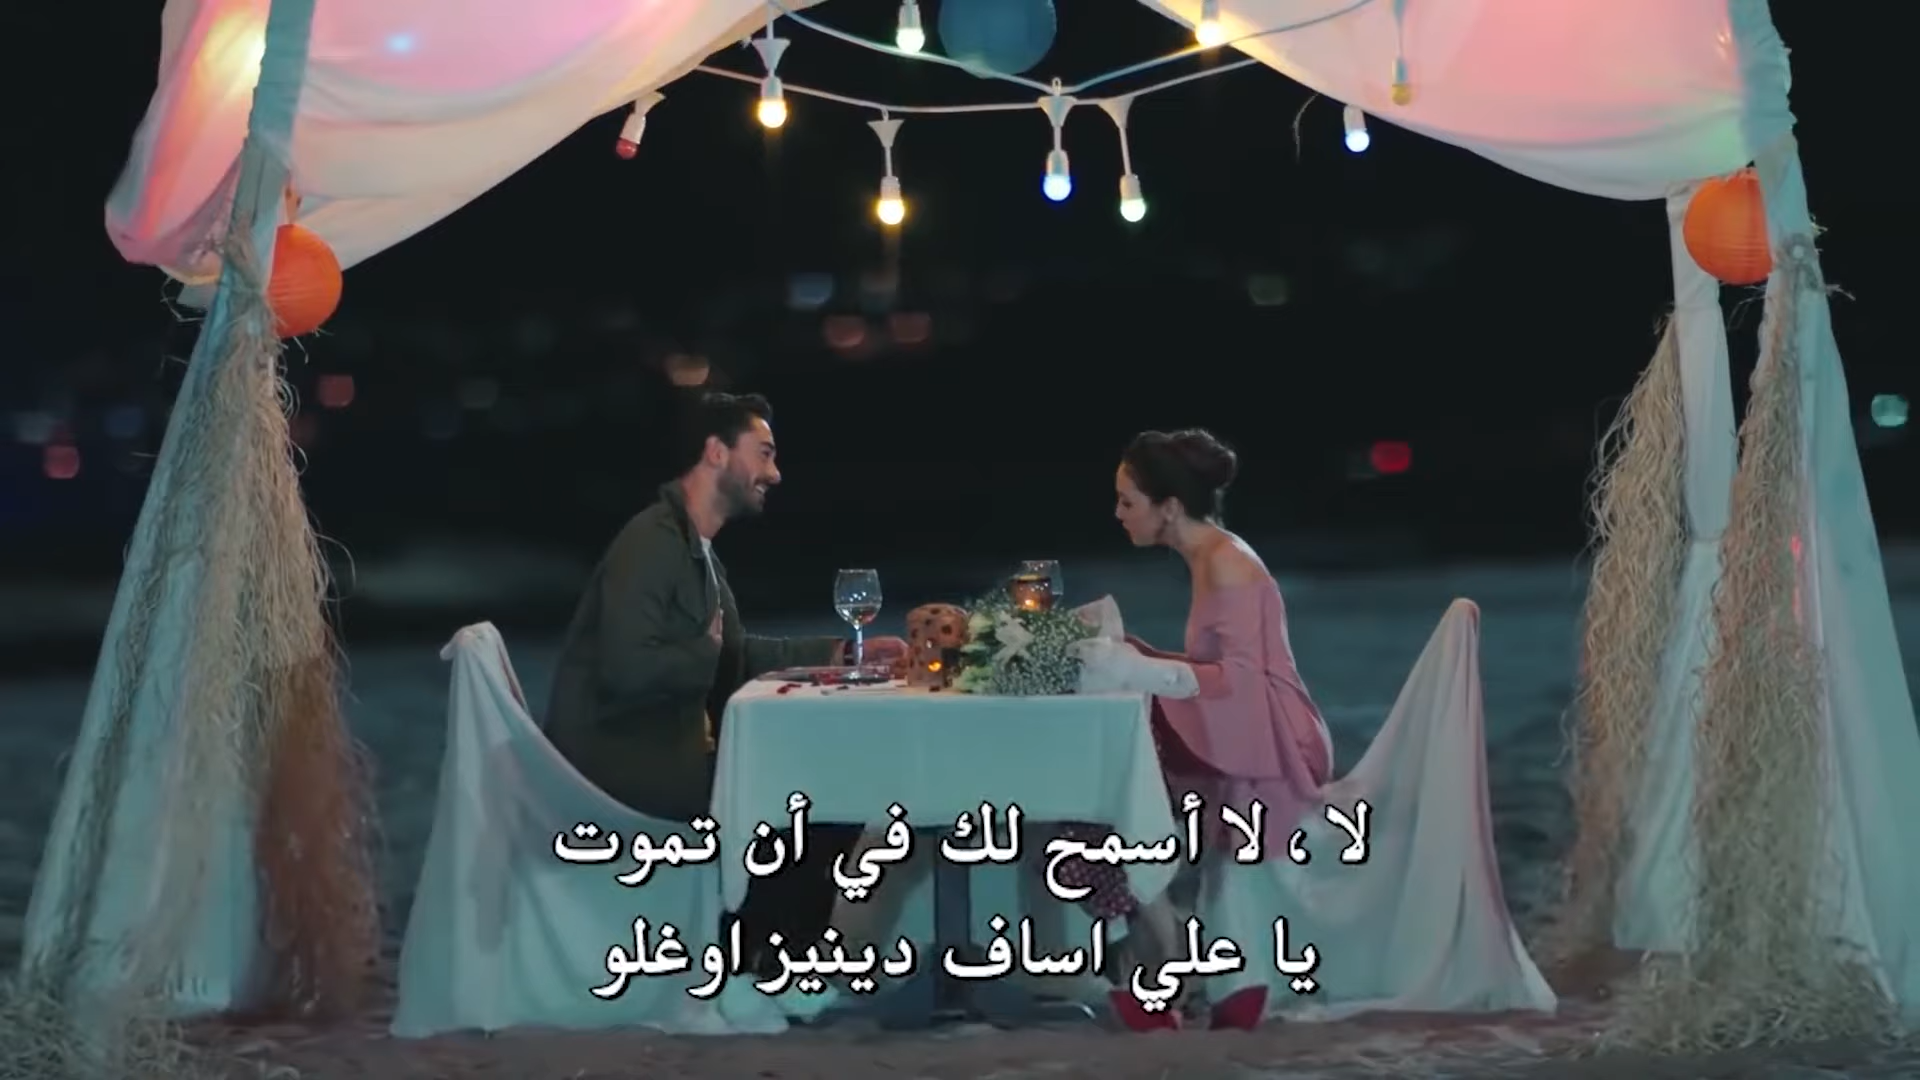 لا ، لا أسمح لك في أن تموت
يا علي اساف دينيز اوغلو